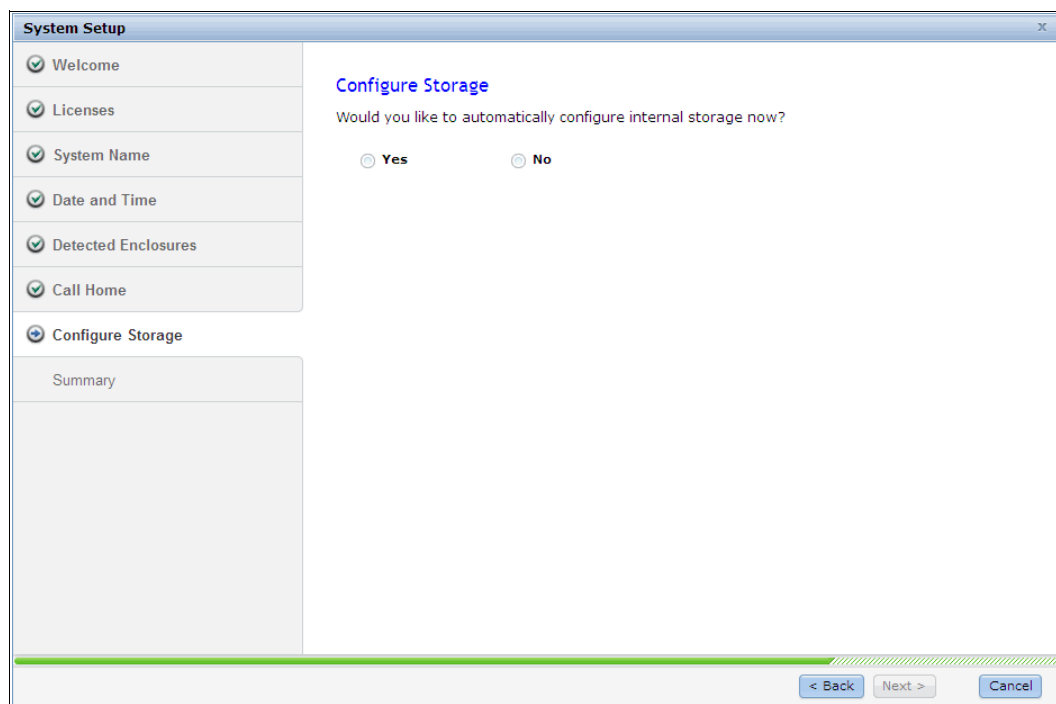 System Setup
x
Welcome
Licenses
System Name
Date and Time
Detected Enclosures
Call Home
Configure Storage
Summary
Configure Storage
Would you like to automatically configure internal storage now?
Yes No
< Back Next > Cancel